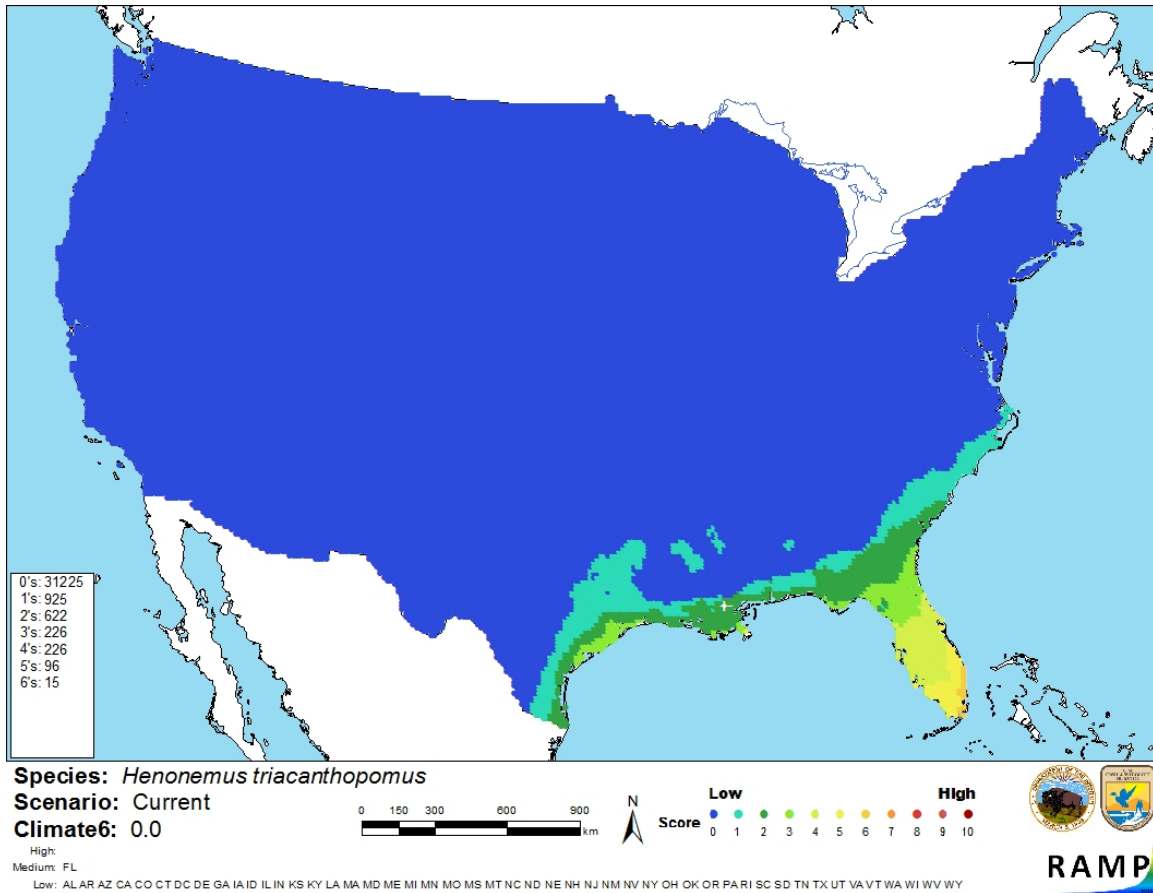 0's: 31225
1's: 925
2's: 622
3's: 226
4's: 226
5's: 96
6's: 15
Species: Henonemus triacanthopomus
Scenario: Current
Climate6: 0.0
High:
Medium: FL
Low: AL AR AZ CA CO CT DC DE GA IA ID IL IN KS KY LA MA MD ME MI MN MO MS MT NC ND NE NH NJ NM NV NY OH OK OR PA RI SC SD TN TX UT VA VT WA WI WV WY
0 150 300 600 900
km
N
Low High
Score 0 1 2 3 4 5 6 7 8 9 10
RAMP